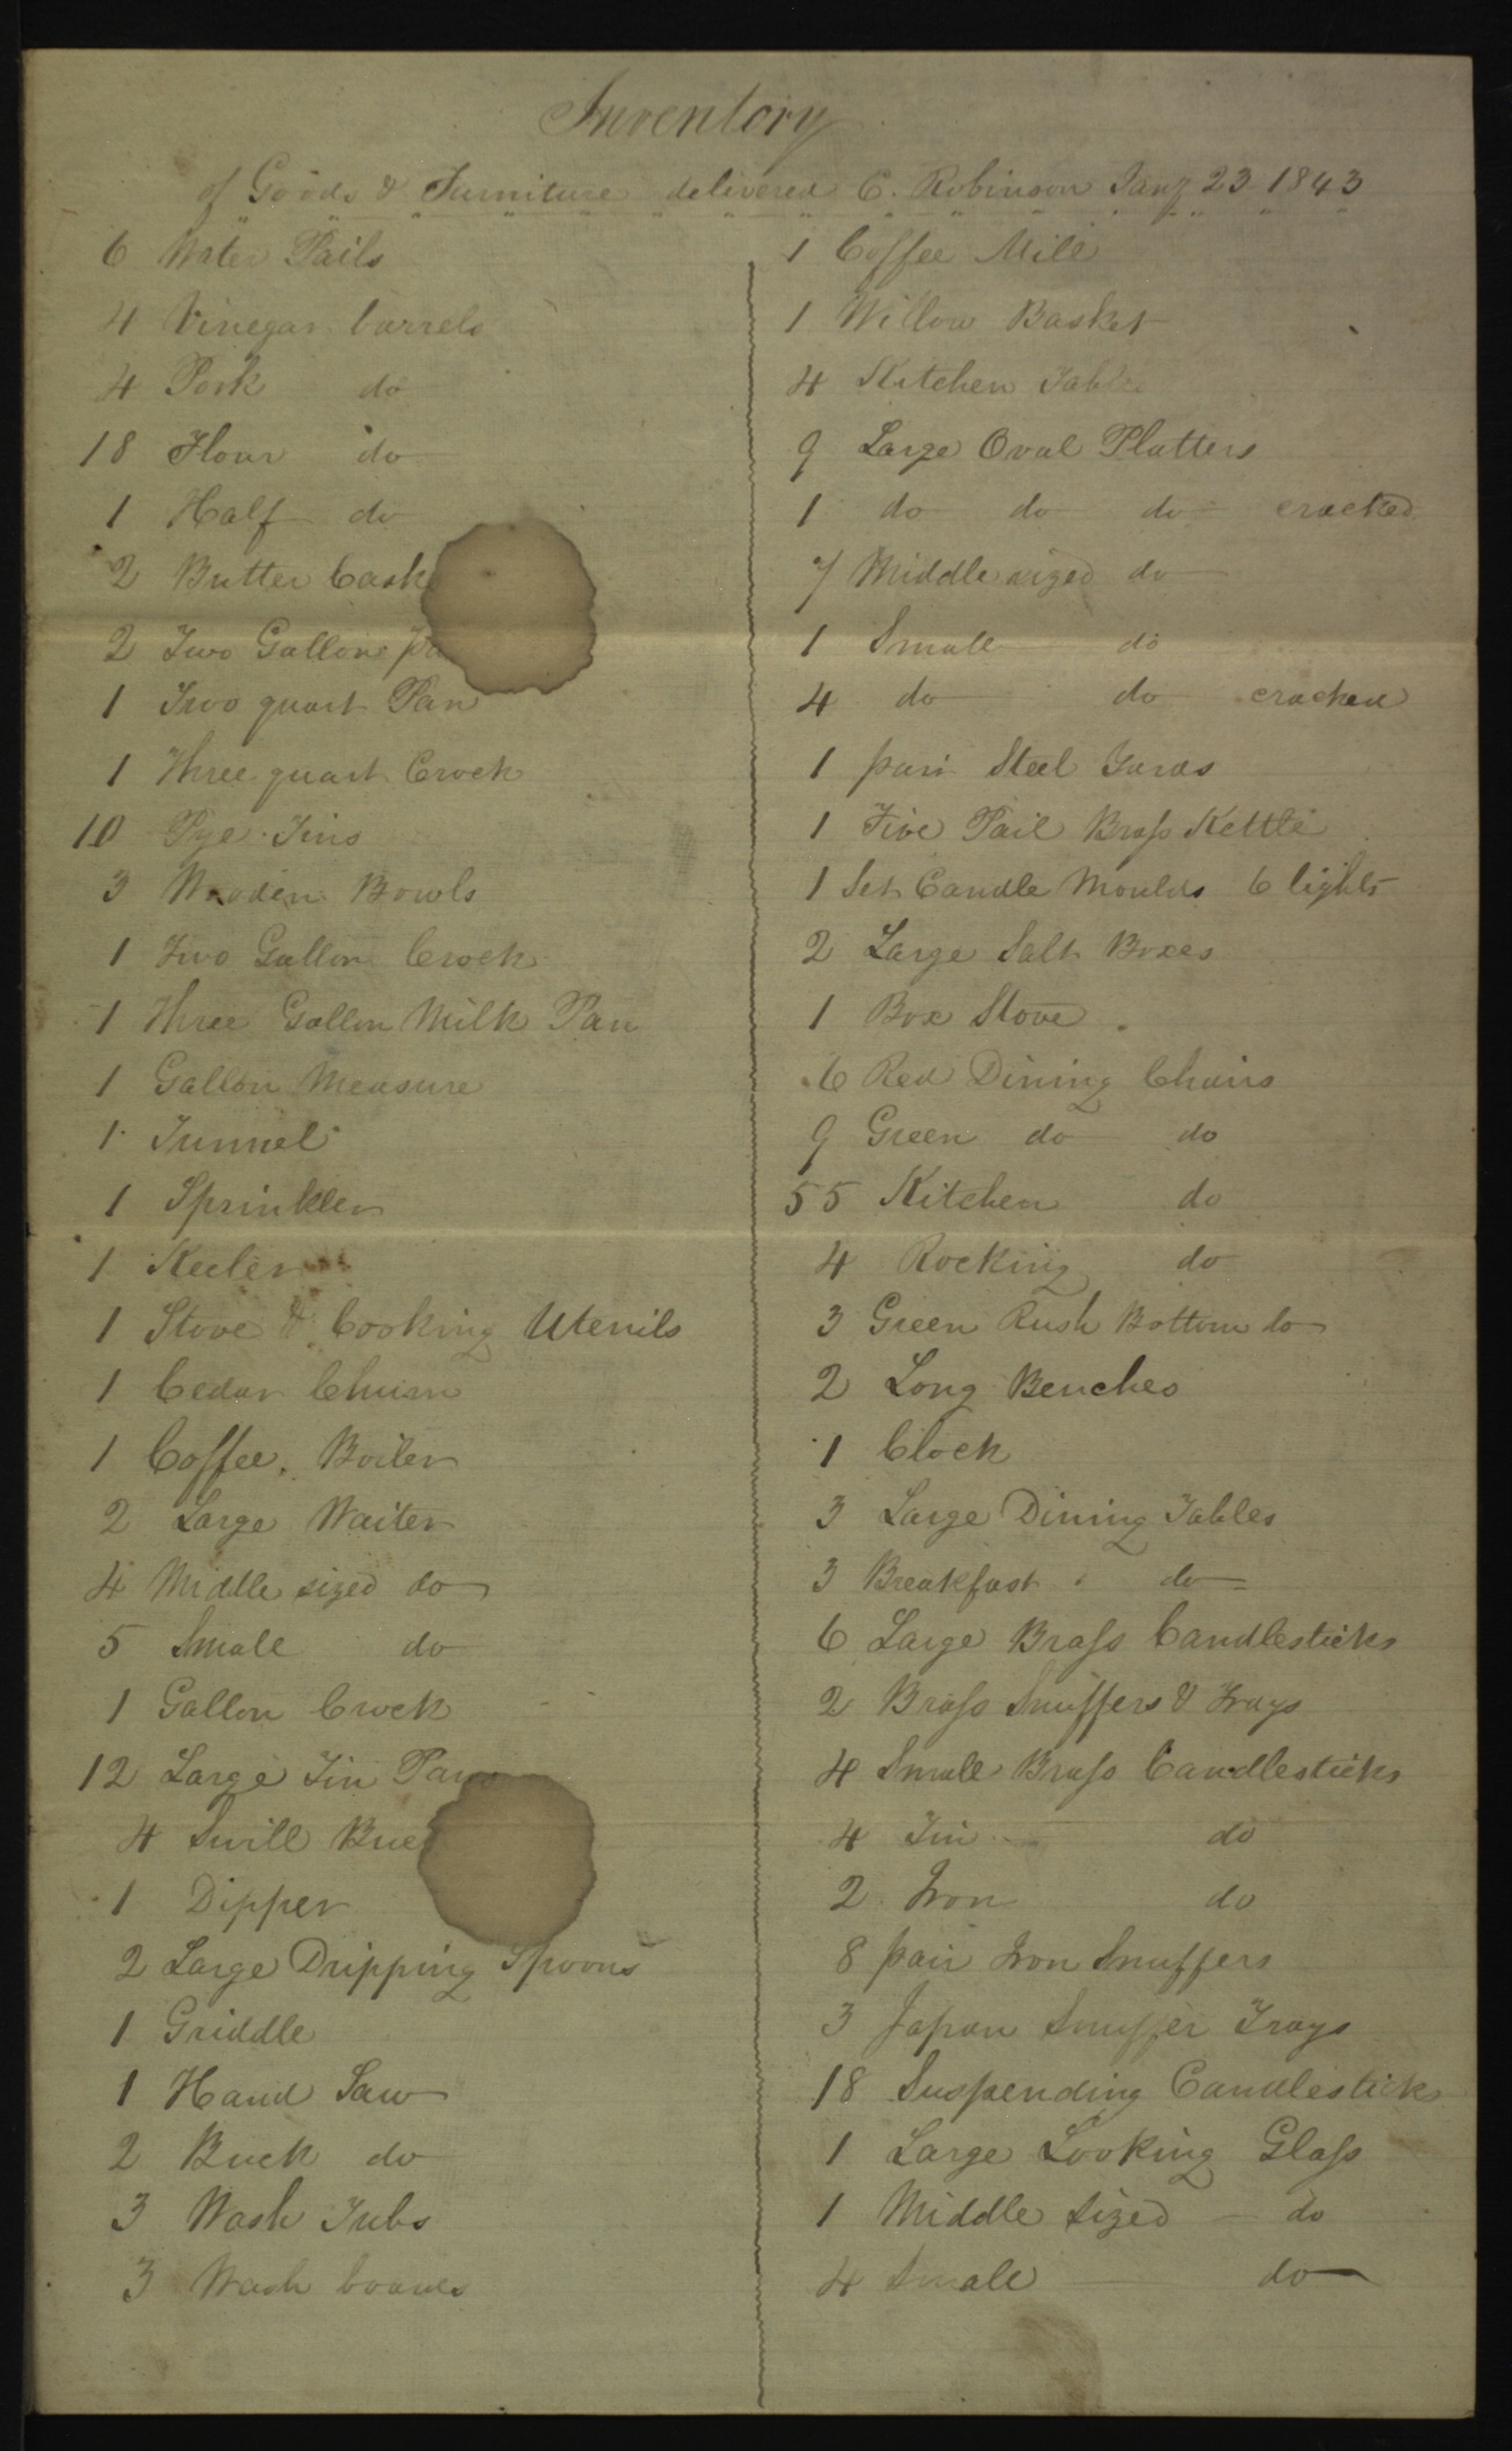 Inventory
of Goods & Furniture delivered E. Robinson Jany 23 1843
6 Water Pails
4 Vinegar barrels
4 Pork do
18 Flour do
1 Half do
2 Butter Cask
2 Two Gallon
1 Two quart Pan
1 Three quart Crock
10 Pye Tins
3 Wooden Bowls
1 Two Gallon Crock
1 Three Gallon Milk Pan
1 Gallon Measure
1 Tunnel
1 Sprinkler
1 Keeler
1 Stove & Cooking Utenils
1 Cedar Churn
1 Coffee Boiler
2 Large Waiter
4 Middle sized do
5 Small do
1 Gallon Crock
12 Large Tin Pans
4 Swill
1 Dipper
2 Large Dripping Spoons
1 Griddle
1 Hand Saw
2 Buck do
3 Wash Tubs
3 Wash boards
1 Coffee Mill
1 Willow Basket
4 Kitchen Table
9 Large Oval Platters
1 do do do cracked
7 Middle sized do
1 Small do
4 do do cracked
1 pair Steel Yards
1 Five Pail Brass Kettle
1 Set Candle Moulds 6 lights
2 Large Salt Boxes
1 Box Stove
6 Red Dining Chairs
9 Green do do
55 Kitchen do
4 Rocking do
3 Green Rush Bottom do
2 Long Benches
1 Clock
3 Large Dining Tables
3 Breakfast do
6 Large Brass Candlesticks
2 Brass Snuffers & Trays
4 Small Brass Candlesticks
4 Tin do
2 Iron do
8 pair Iron Snuffers
3 Japan Snuffer Trays
18 Suspending Candlesticks
1 Large Looking Glass
1 Middle sized do
4 Small do